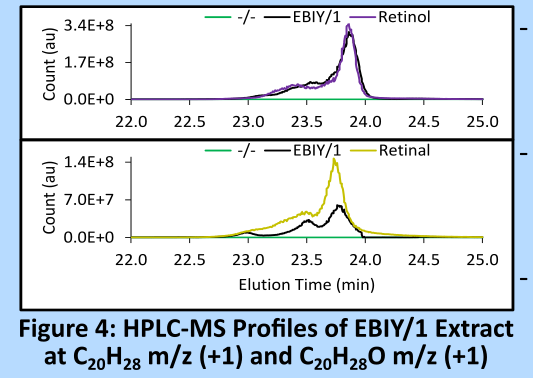 -/- EBIY/1 Retinol
3.4E+8
1.7E+8
0.0E+0
Count (au)
22.0 22.5 23.0 23.5 24.0 24.5 25.0
-/- EBIY/1 Retinal
1.4E+8
7.0E+7
0.0E+0
Count (au)
22.0 22.5 23.0 23.5 24.0 24.5 25.0
Elution Time (min)
Figure 4: HPLC-MS Profiles of EBIY/1 Extract
at C₂₀H₂₈ m/z (+1) and C₂₀H₂₈O m/z (+1)